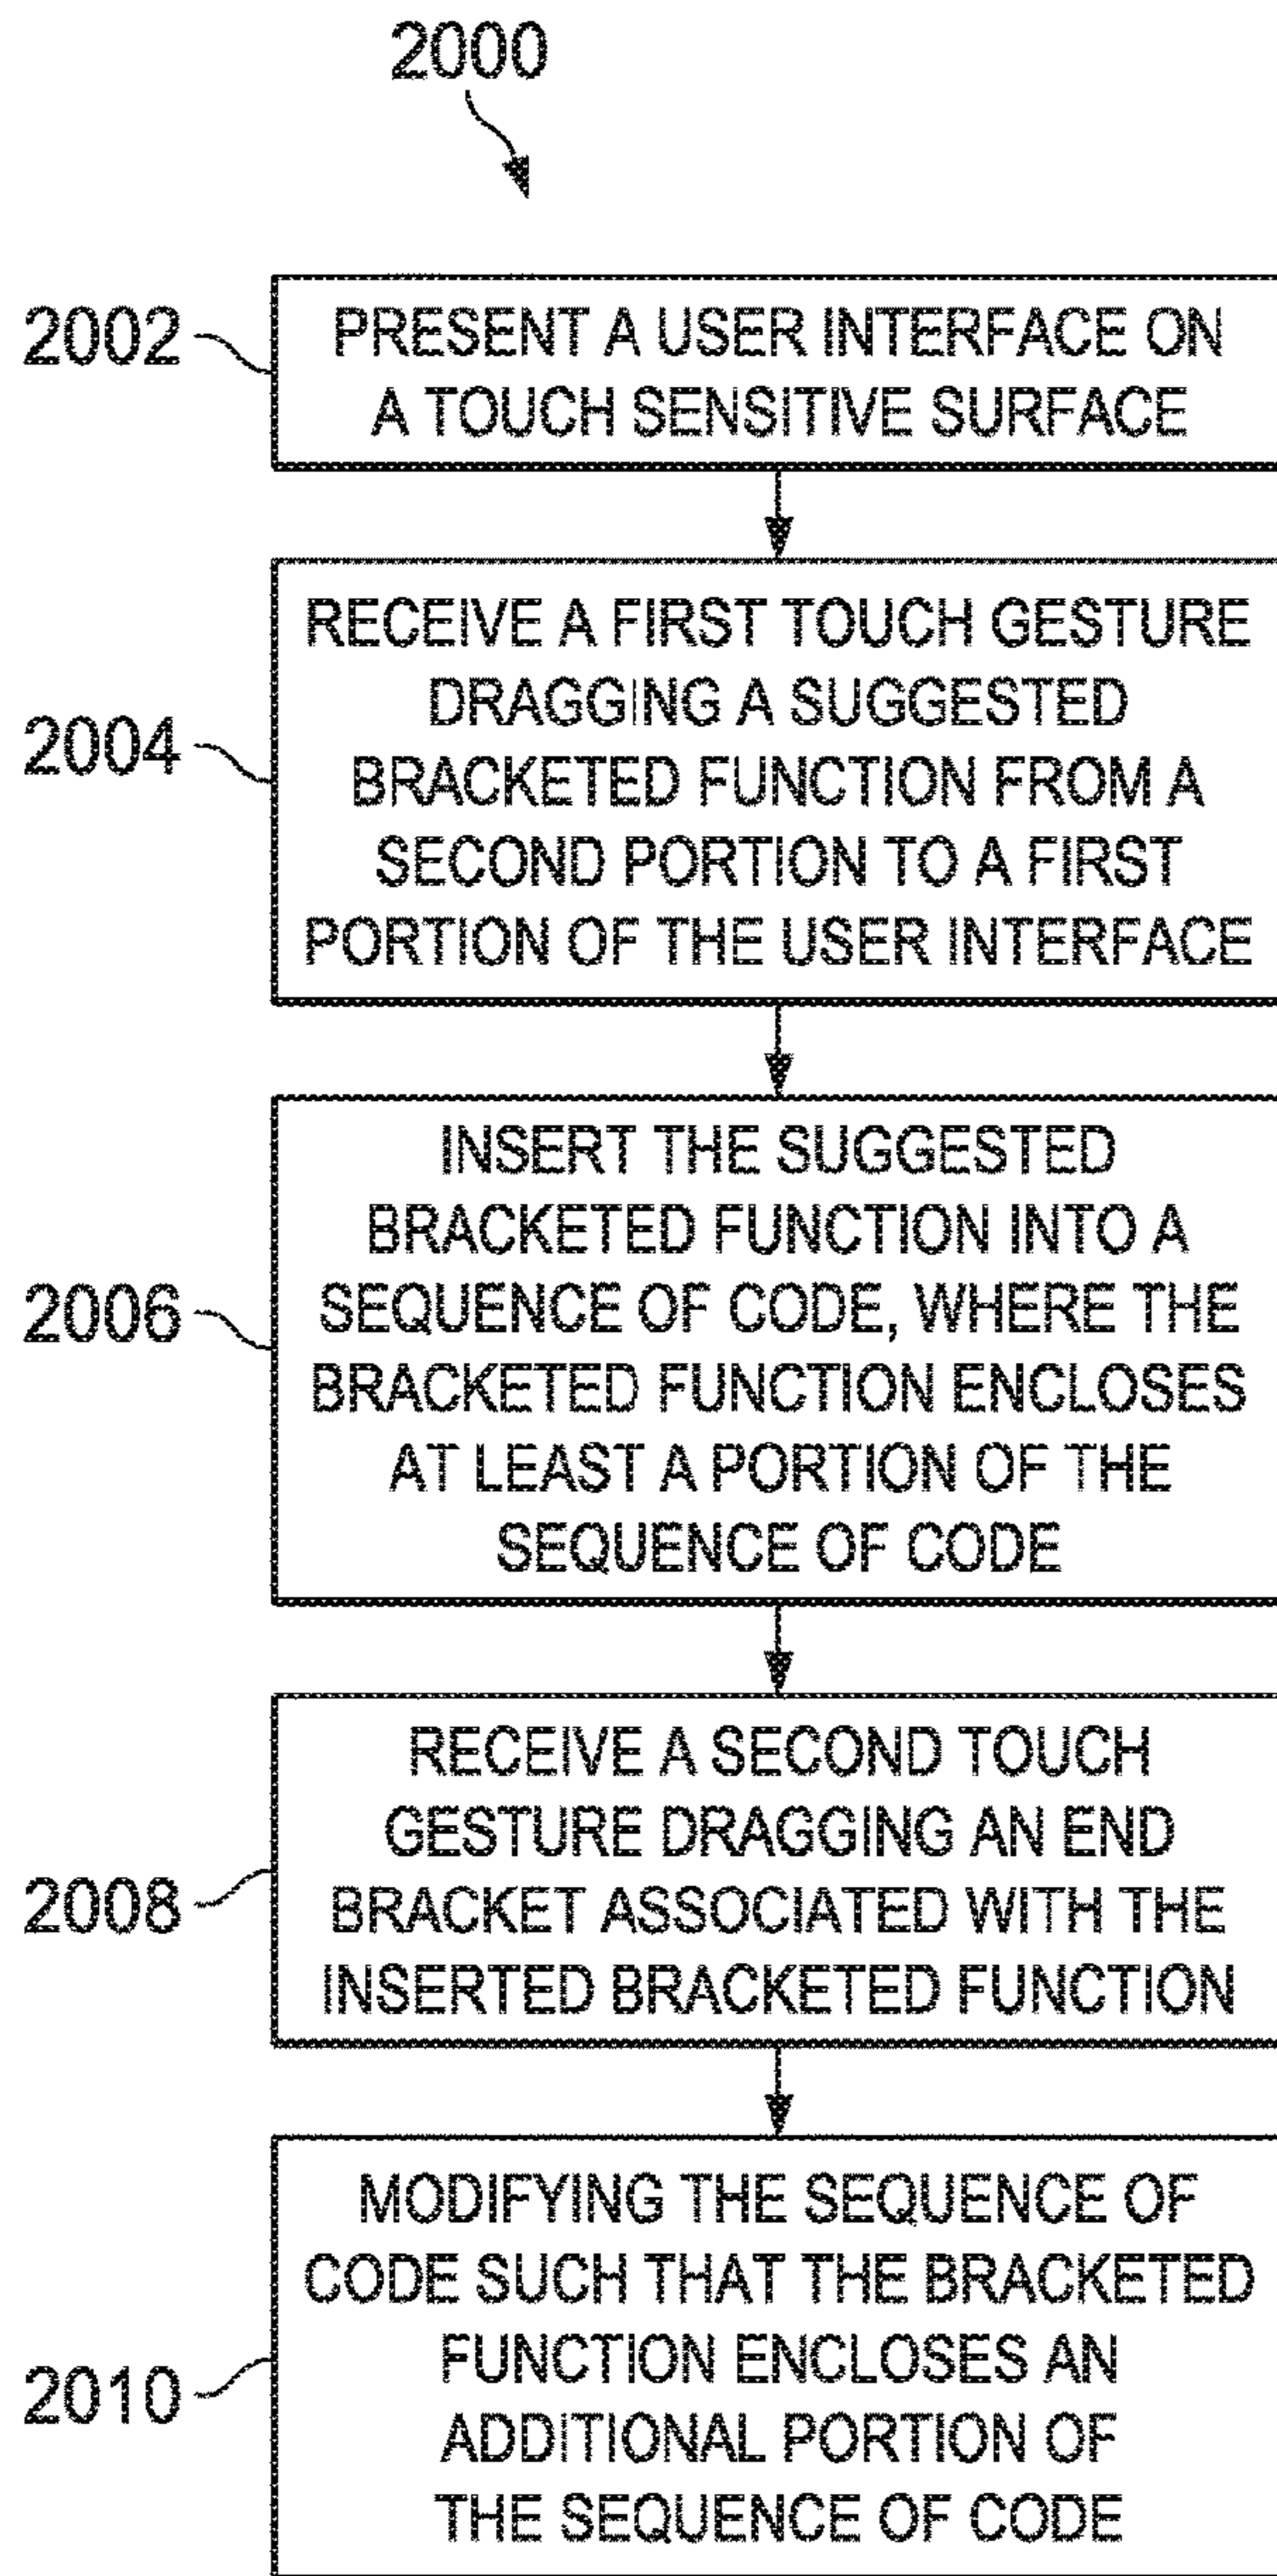 2000
2002
PRESENT A USER INTERFACE ON
A TOUCH SENSITIVE SURFACE
2004
RECEIVE A FIRST TOUCH GESTURE
DRAGGING A SUGGESTED
BRACKETED FUNCTION FROM A
SECOND PORTION TO A FIRST
PORTION OF THE USER INTERFACE
2006
INSERT THE SUGGESTED
BRACKETED FUNCTION INTO A
SEQUENCE OF CODE, WHERE THE
BRACKETED FUNCTION ENCLOSES
AT LEAST A PORTION OF THE
SEQUENCE OF CODE
2008
RECEIVE A SECOND TOUCH
GESTURE DRAGGING AN END
BRACKET ASSOCIATED WITH THE
INSERTED BRACKETED FUNCTION
2010
MODIFYING THE SEQUENCE OF
CODE SUCH THAT THE BRACKETED
FUNCTION ENCLOSES AN
ADDITIONAL PORTION OF
THE SEQUENCE OF CODE